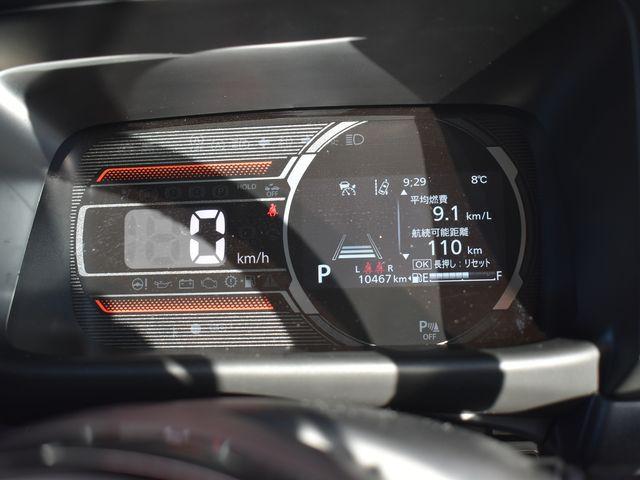 HOLD
OFF
0
km/h
9:29
8℃
平均燃費
9.1 km/L
航続可能距離
110 km
OK 長押し:リセット
P
L R
10467 km
E F
P
OFF